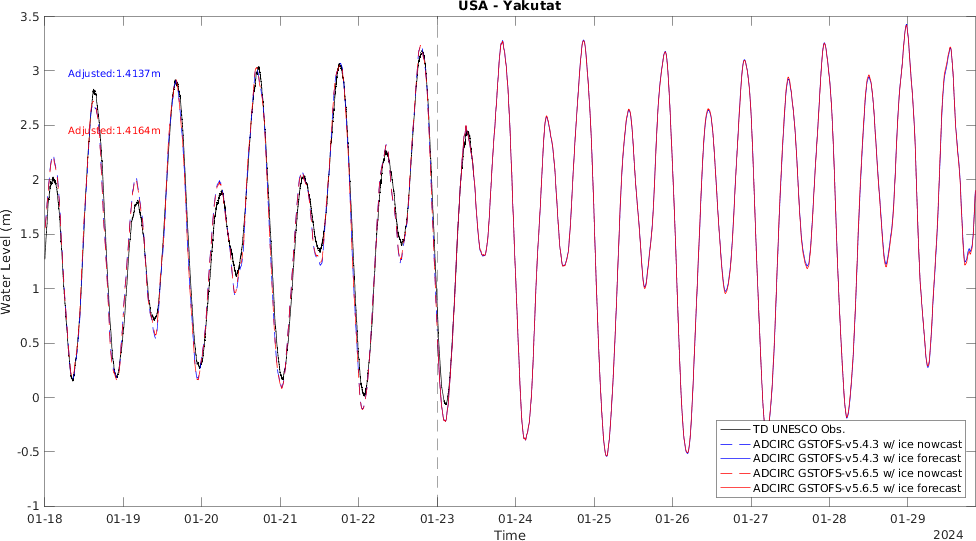 USA - Yakutat
3.5
3
2.5
2
1.5
1
0.5
0
-0.5
-1
Water Level (m)
Adjusted:1.4137m
Adjusted:1.4164m
TD UNESCO Obs.
ADCIRC GSTOFS-v5.4.3 w/ ice nowcast
ADCIRC GSTOFS-v5.4.3 w/ ice forecast
ADCIRC GSTOFS-v5.6.5 w/ ice nowcast
ADCIRC GSTOFS-v5.6.5 w/ ice forecast
01-18 01-19 01-20 01-21 01-22 01-23 01-24 01-25 01-26 01-27 01-28 01-29
Time
2024